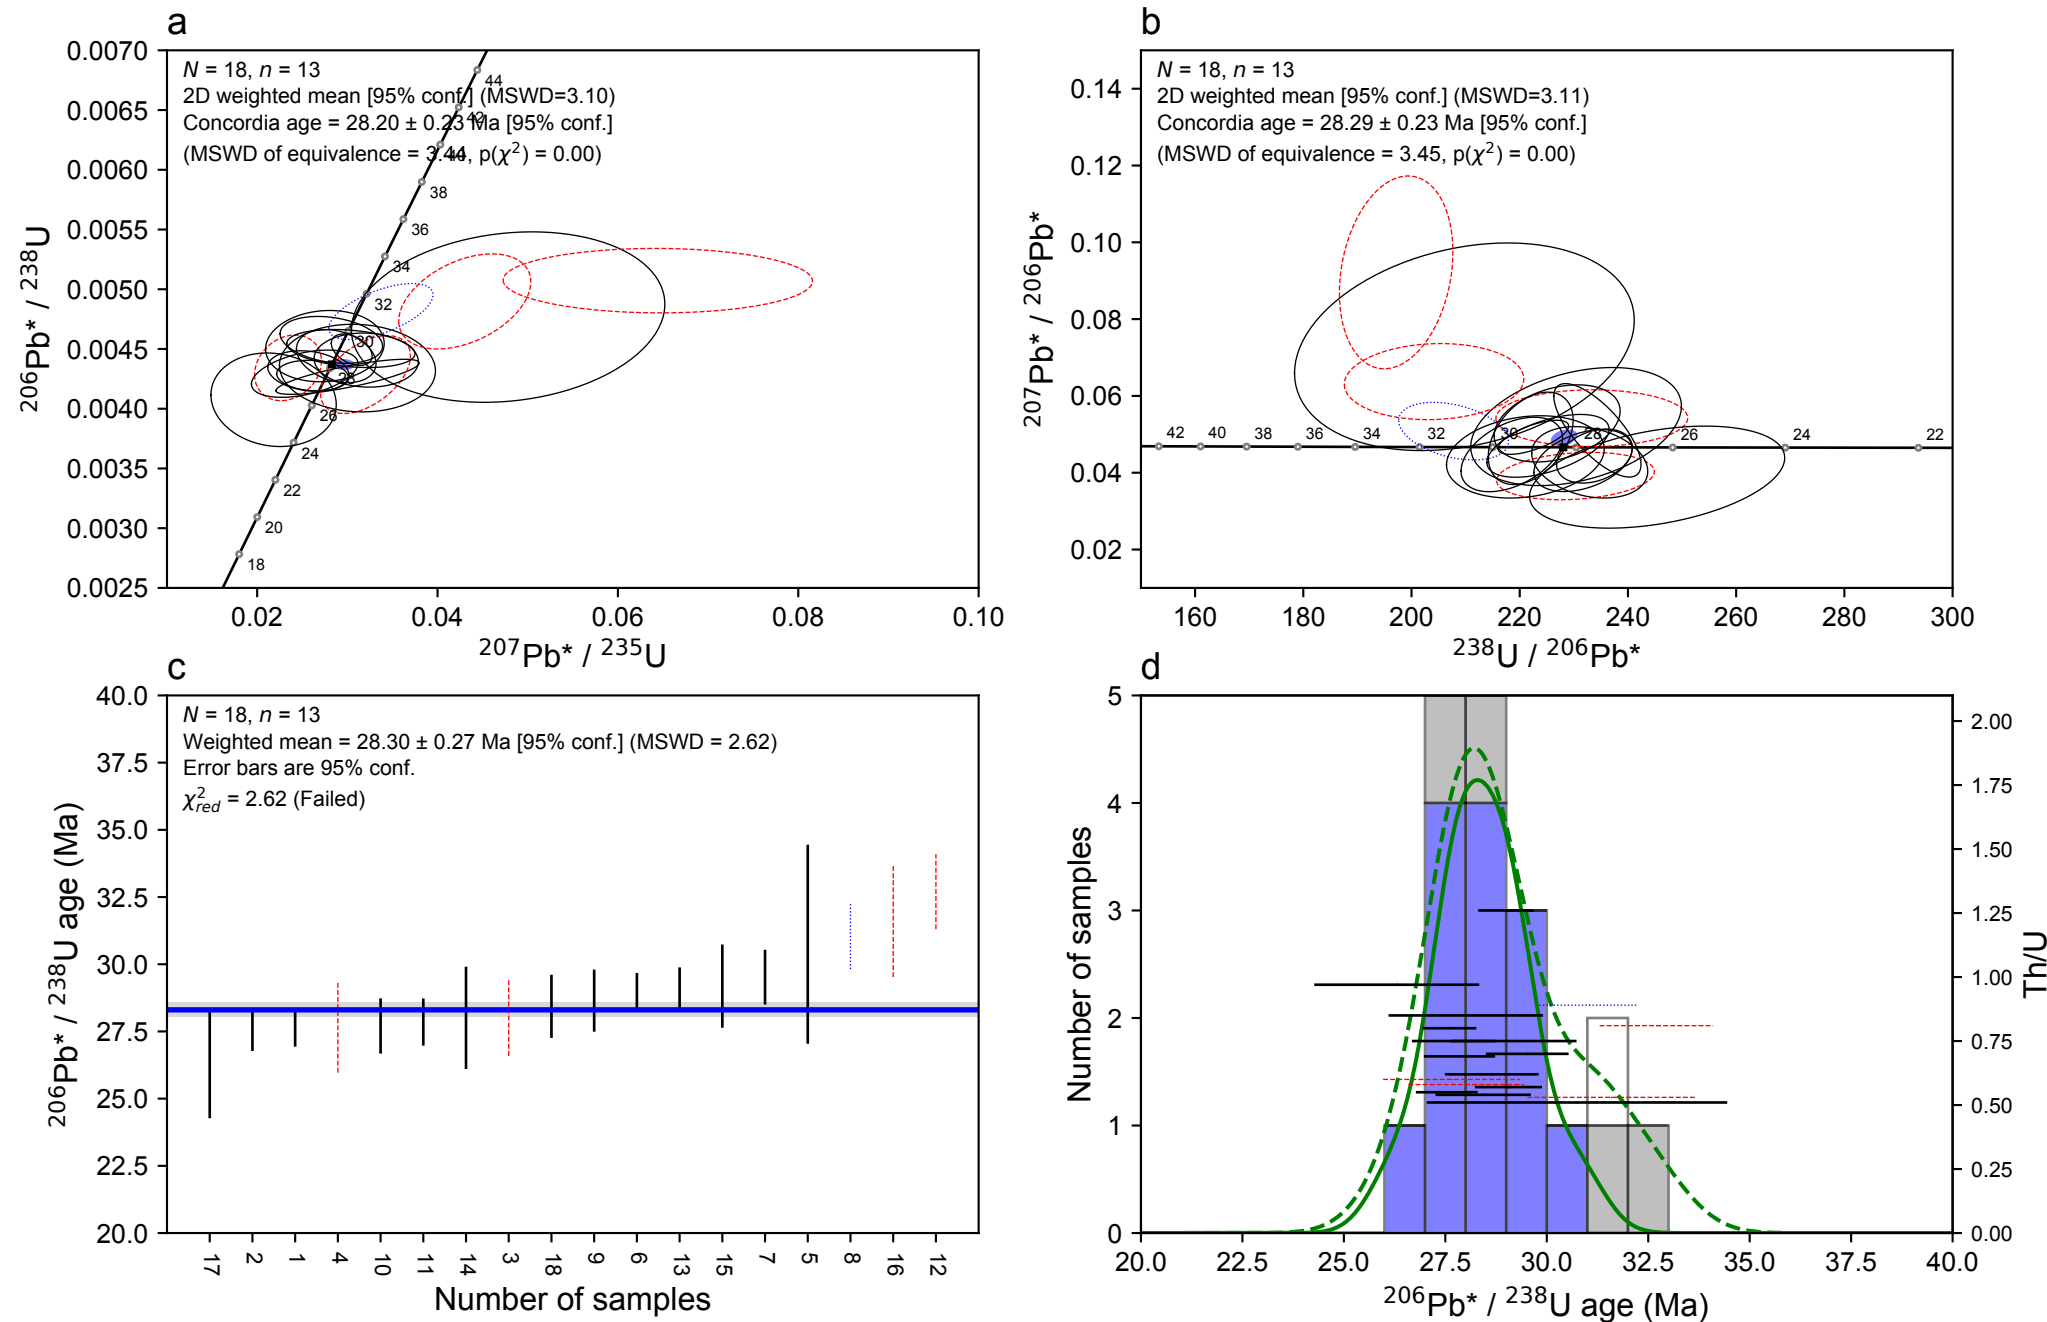 a
0.0070
0.0065
0.0060
0.0055
0.0050
0.0045
0.0040
0.0035
0.0030
0.0025
²⁰⁶Pb* / ²³⁸U
N = 18, n = 13
2D weighted mean [95% conf.] (MSWD=3.10)
Concordia age = 28.20 ± 0.23 Ma [95% conf.]
(MSWD of equivalence = 3.44, p(χ²) = 0.00)
44
42
40
38
36
34
32
30
28
26
24
22
20
18
0.02 0.04 0.06 0.08 0.10
²⁰⁷Pb* / ²³⁵U
b
0.14
0.12
0.10
0.08
0.06
0.04
0.02
²⁰⁷Pb* / ²⁰⁶Pb*
N = 18, n = 13
2D weighted mean [95% conf.] (MSWD=3.11)
Concordia age = 28.29 ± 0.23 Ma [95% conf.]
(MSWD of equivalence = 3.45, p(χ²) = 0.00)
42 40 38 36 34 32 30 28 26 24 22
160 180 200 220 240 260 280 300
²³⁸U / ²⁰⁶Pb*
c
40.0
37.5
35.0
32.5
30.0
27.5
25.0
22.5
20.0
²⁰⁶Pb* / ²³⁸U age (Ma)
N = 18, n = 13
Weighted mean = 28.30 ± 0.27 Ma [95% conf.] (MSWD = 2.62)
Error bars are 95% conf.
χ²red = 2.62 (Failed)
17 2 1 4 10 11 14 3 18 9 6 13 15 7 5 8 16 12
Number of samples
d
5
4
3
2
1
0
Number of samples
2.00
1.75
1.50
1.25
1.00
0.75
0.50
0.25
0.00
Th/U
20.0 22.5 25.0 27.5 30.0 32.5 35.0 37.5 40.0
²⁰⁶Pb* / ²³⁸U age (Ma)